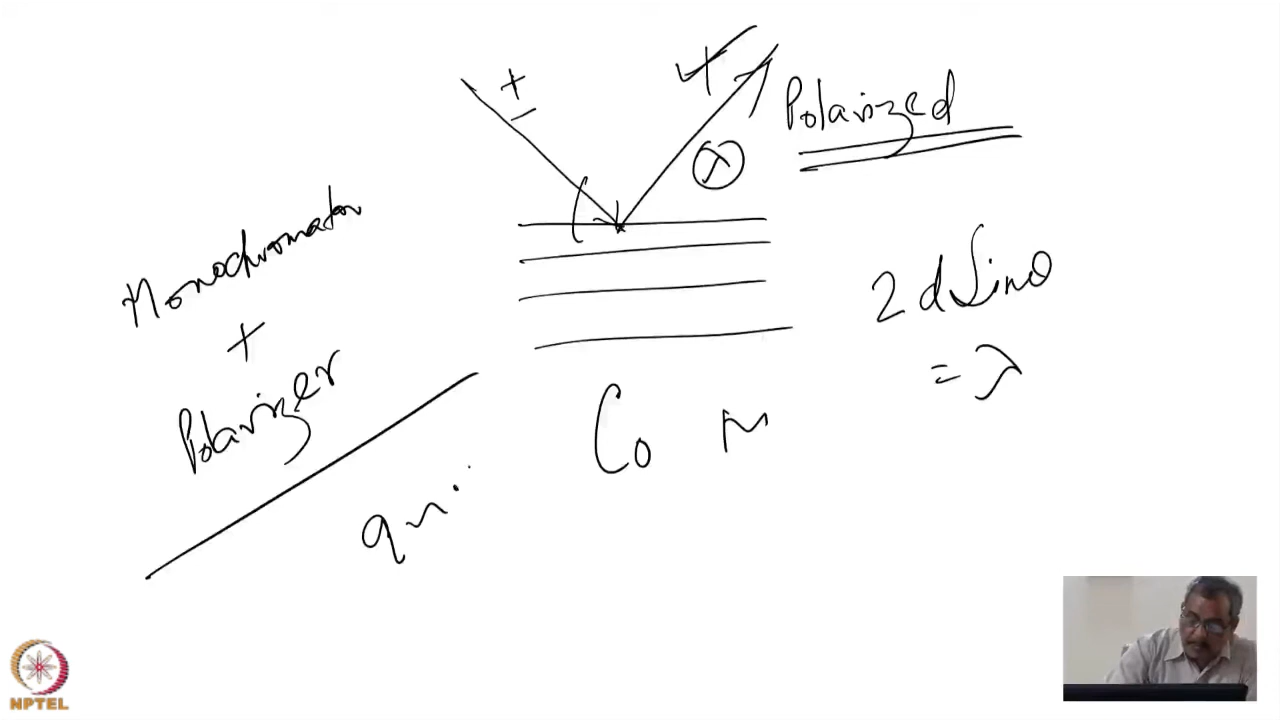 +
−
+
λ
Polarized
Monochromator
+
Polarizer
2d Sinθ
= λ
Co
NPTEL